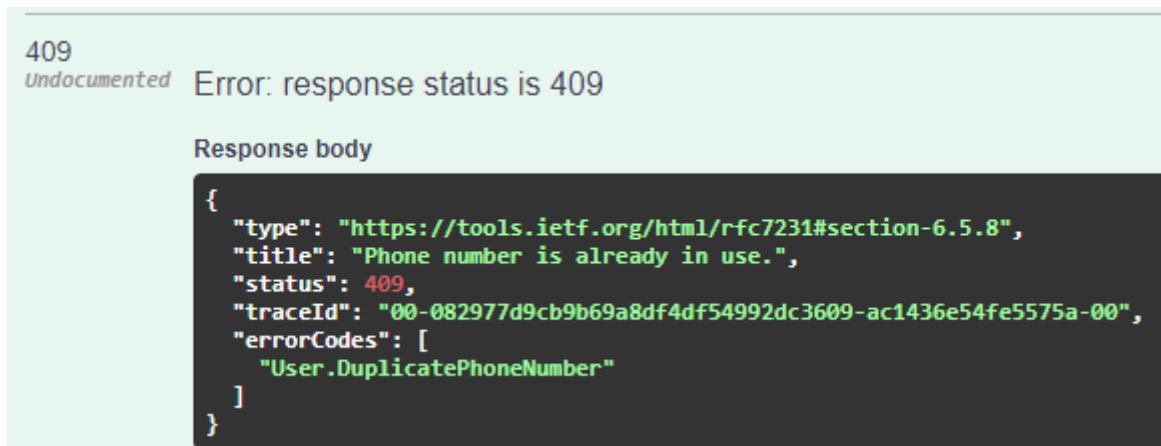 409
Undocumented
Error: response status is 409
Response body
{
  "type": "https://tools.ietf.org/html/rfc7231#section-6.5.8",
  "title": "Phone number is already in use.",
  "status": 409,
  "traceId": "00-082977d9cb9b69a8df4df54992dc3609-ac1436e54fe5575a-00",
  "errorCodes": [
    "User.DuplicatePhoneNumber"
  ]
}